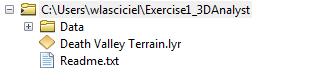 C:\Users\wlasciciel\Exercise1_3DAnalyst
Data
Death Valley Terrain.lyr
Readme.txt